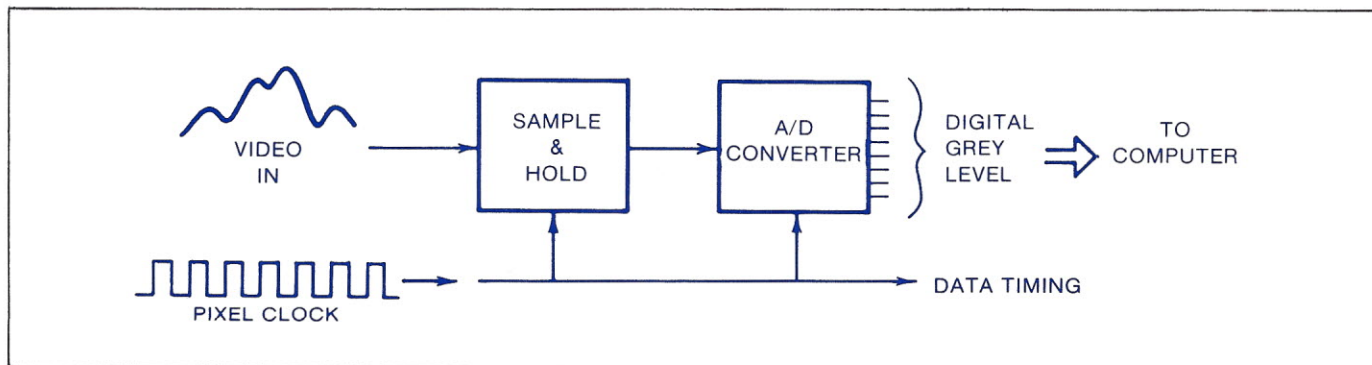 VIDEO
IN
SAMPLE
&
HOLD
A/D
CONVERTER
DIGITAL
GREY
LEVEL
TO
COMPUTER
PIXEL CLOCK
DATA TIMING